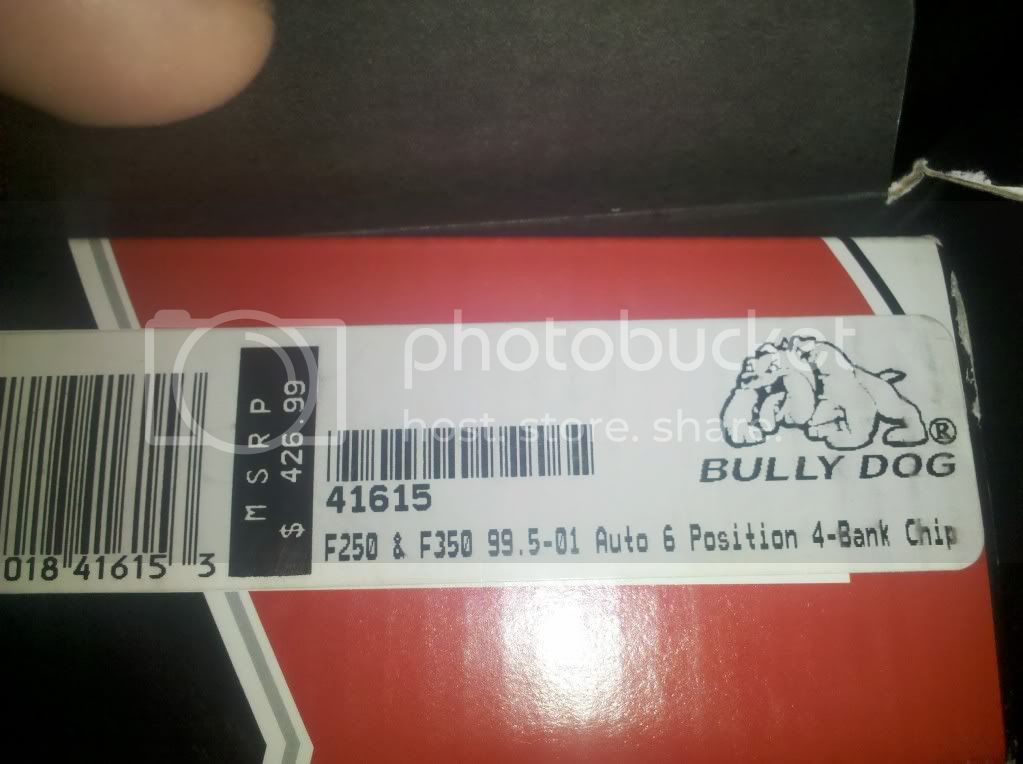 photobucket
host. store. share.
MSRP
$ 426.99
018 41615 3
41615
F250 & F350 99.5-01 Auto 6 Position 4-Bank Chip
®
BULLY DOG